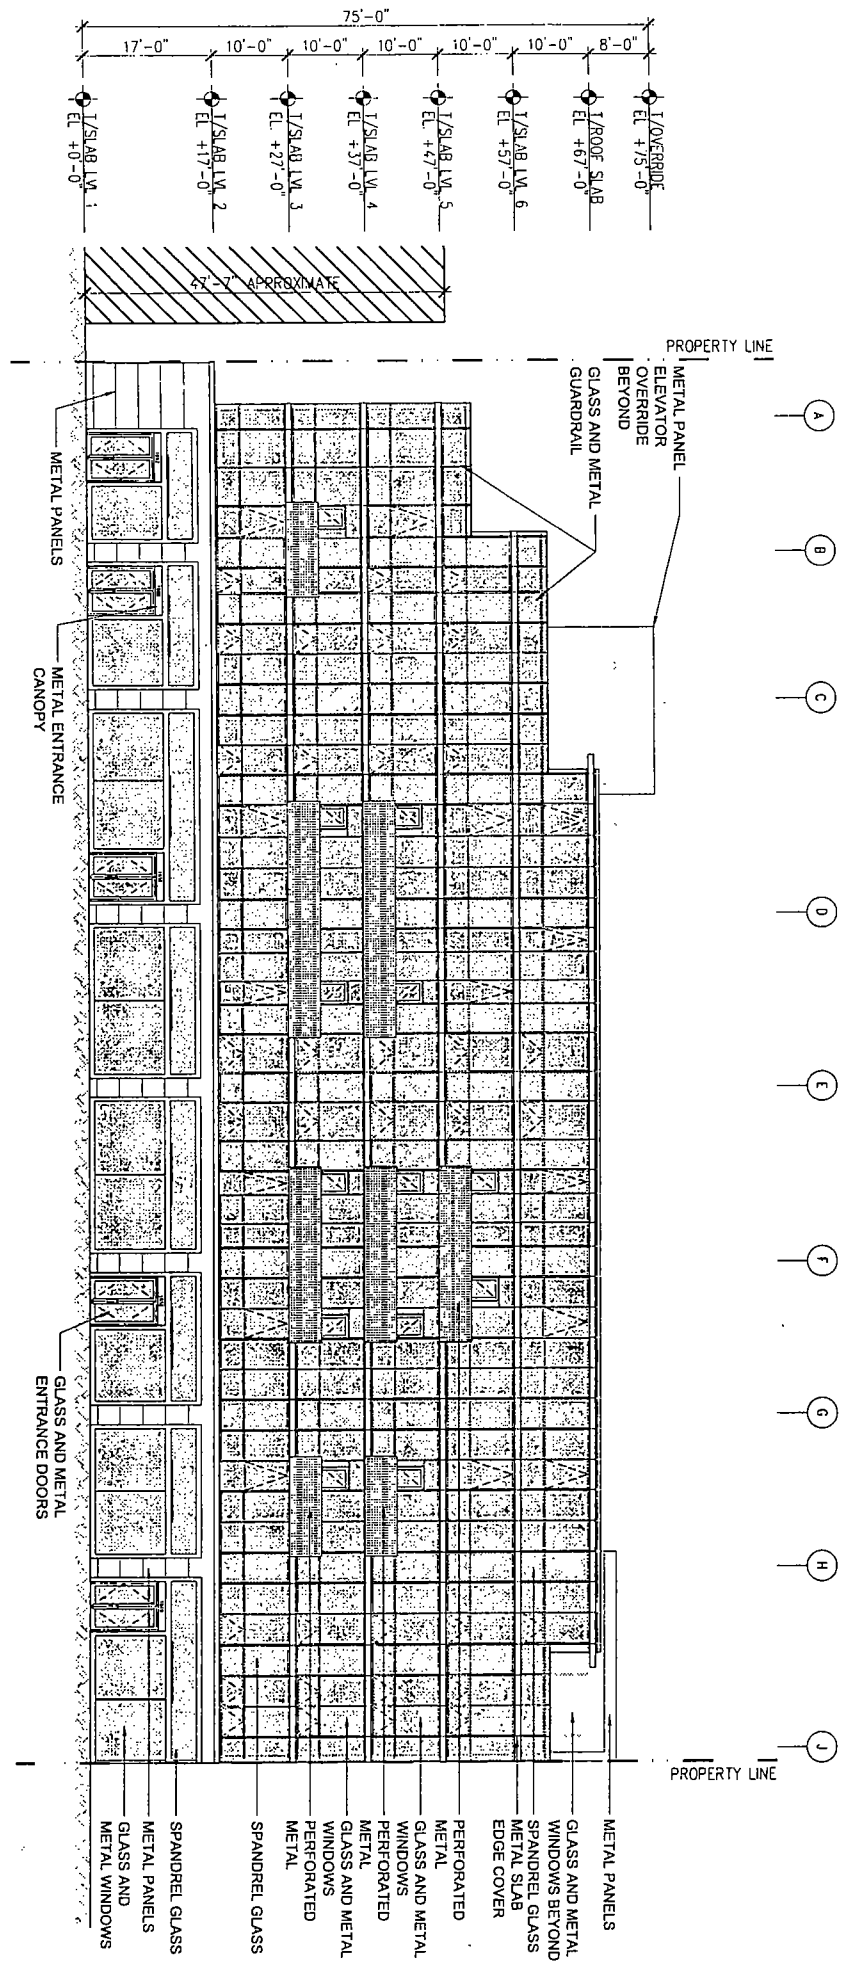 75'-0"
17'-0"
10'-0"
10'-0"
10'-0"
10'-0"
10'-0"
8'-0"
T/OVERRIDE
EL +75'-0"
T/ROOF SLAB
EL +67'-0"
T/SLAB LVL 6
EL +57'-0"
T/SLAB LVL 5
EL +47'-0"
T/SLAB LVL 4
EL +37'-0"
T/SLAB LVL 3
EL +27'-0"
T/SLAB LVL 2
EL +17'-0"
T/SLAB LVL 1
EL +0'-0"
47'-7" APPROXIMATE
PROPERTY LINE
A
B
C
D
E
F
G
H
J
METAL PANEL
ELEVATOR
OVERRIDE
BEYOND
GLASS AND METAL
GUARDRAIL
METAL PANELS
METAL ENTRANCE
CANOPY
GLASS AND METAL
ENTRANCE DOORS
PROPERTY LINE
METAL PANELS
GLASS AND METAL
WINDOWS BEYOND
SPANDREL GLASS
METAL SLAB
EDGE COVER
PERFORATED
METAL
GLASS AND METAL
WINDOWS
PERFORATED
METAL
GLASS AND METAL
WINDOWS
PERFORATED
METAL
SPANDREL GLASS
SPANDREL GLASS
METAL PANELS
GLASS AND
METAL WINDOWS